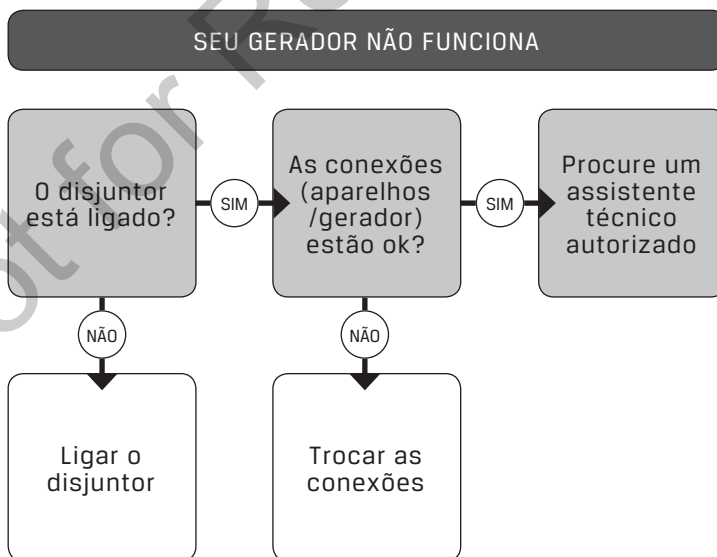 SEU GERADOR NÃO FUNCIONA
O disjuntor
está ligado?
SIM
As conexões
(aparelhos
/gerador)
estão ok?
SIM
Procure um
assistente
técnico
autorizado
NÃO
NÃO
Ligar o
disjuntor
Trocar as
conexões